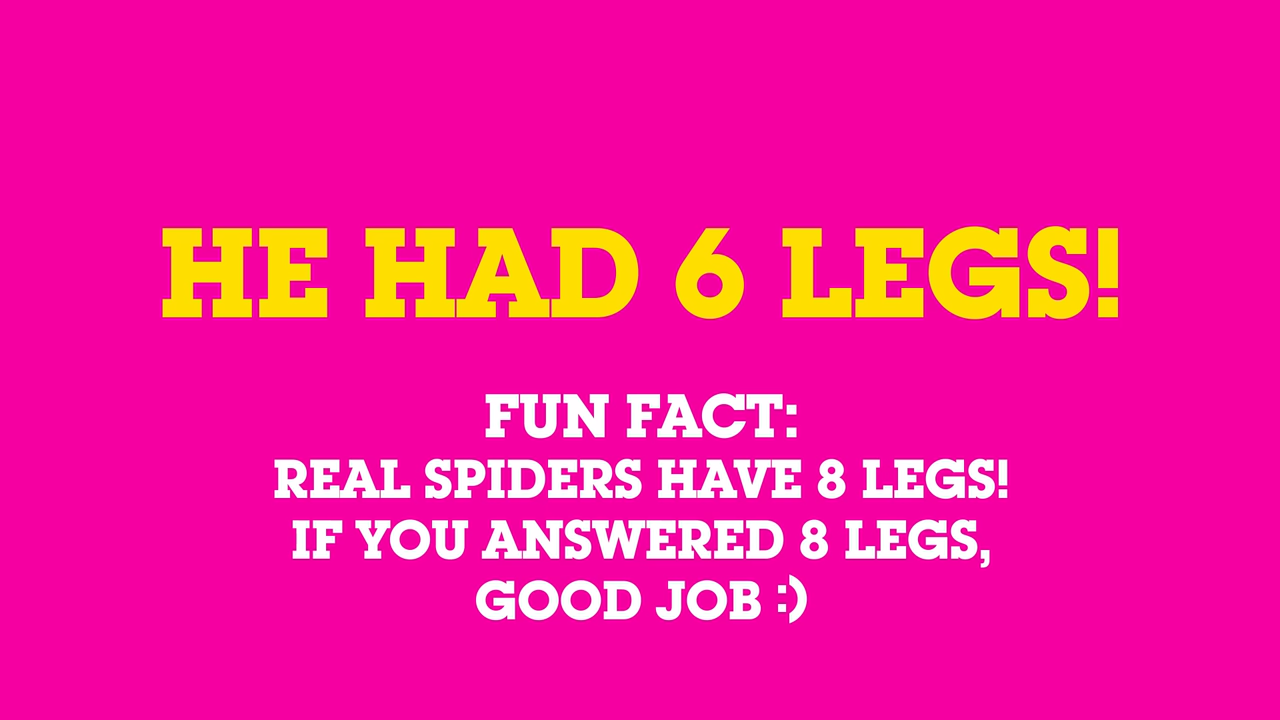 HE HAD 6 LEGS!
FUN FACT:
REAL SPIDERS HAVE 8 LEGS!
IF YOU ANSWERED 8 LEGS,
GOOD JOB :)